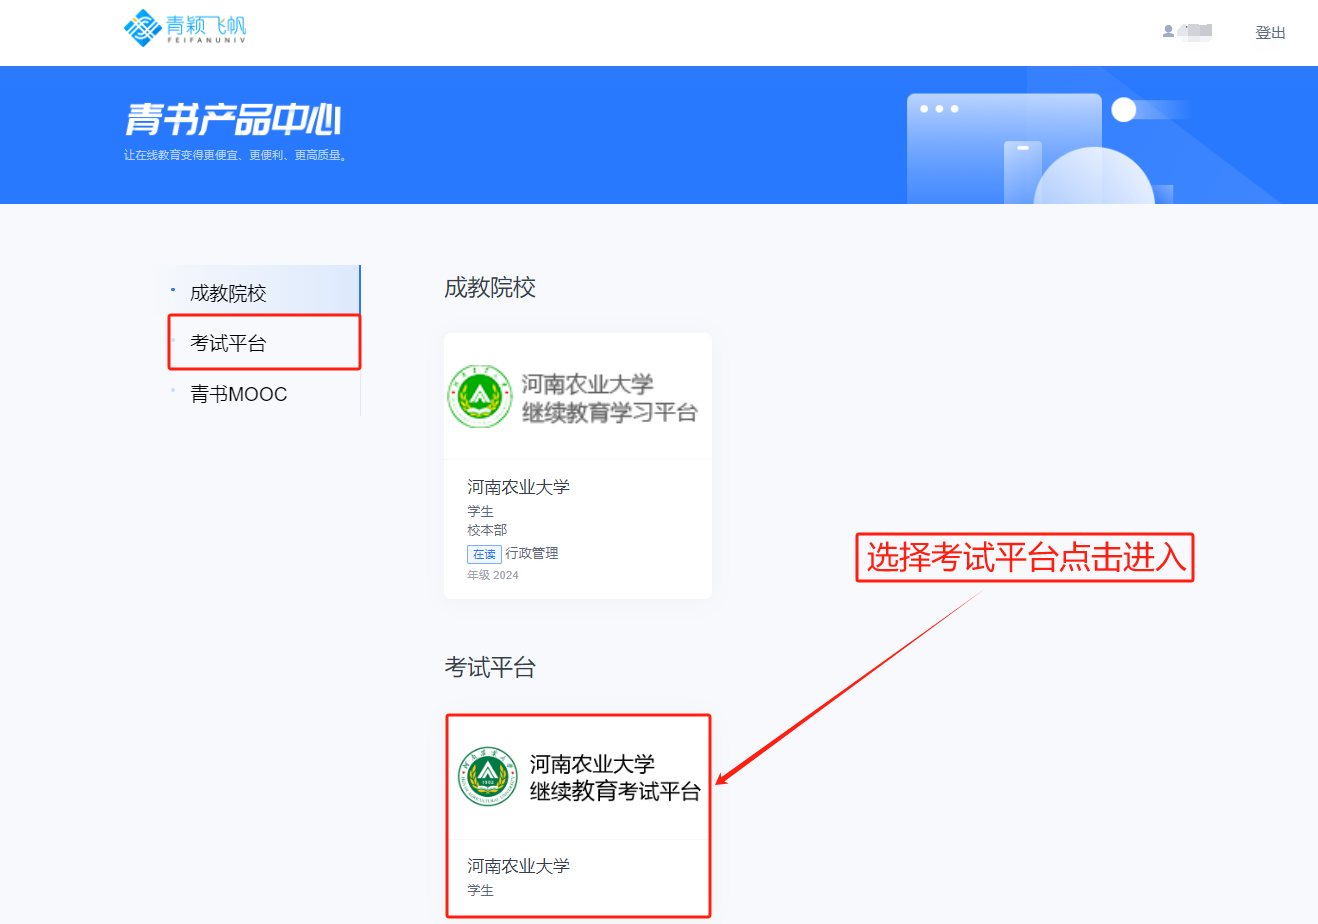 青颖飞帆
FEIFANUNIV
登出
青书产品中心
让在线教育变得更便宜、更便利、更高质量。
成教院校
考试平台
青书MOOC
成教院校
河南农业大学
继续教育学习平台
河南农业大学
学生
校本部
在读 行政管理
年级 2024
选择考试平台点击进入
考试平台
河南农业大学
继续教育考试平台
河南农业大学
学生